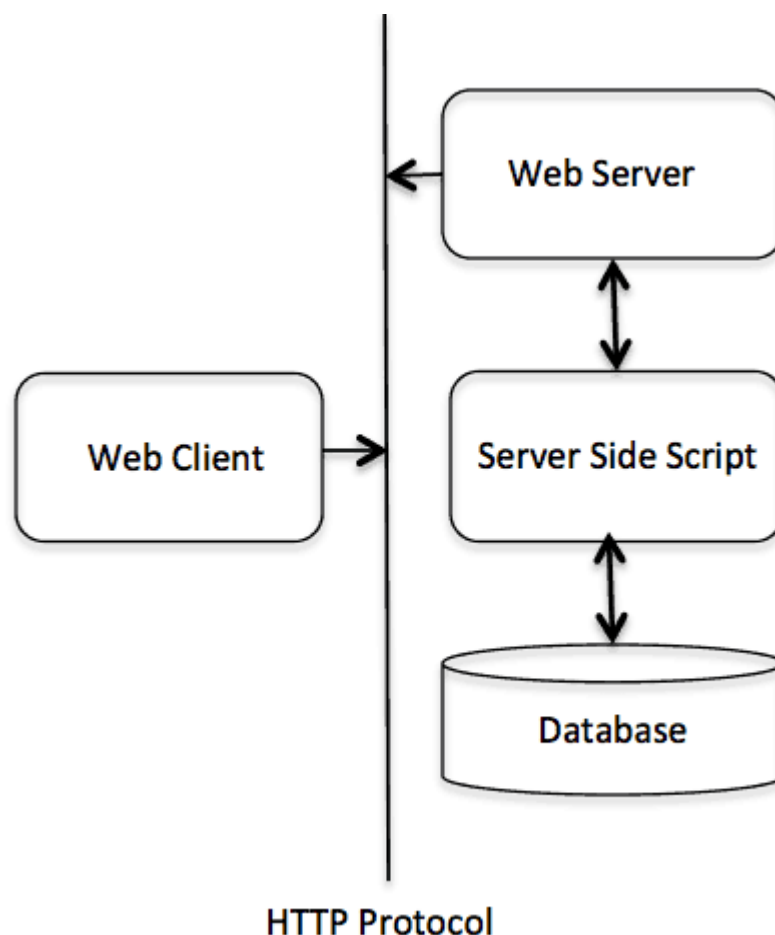 Web Server
Web Client
Server Side Script
Database
HTTP Protocol